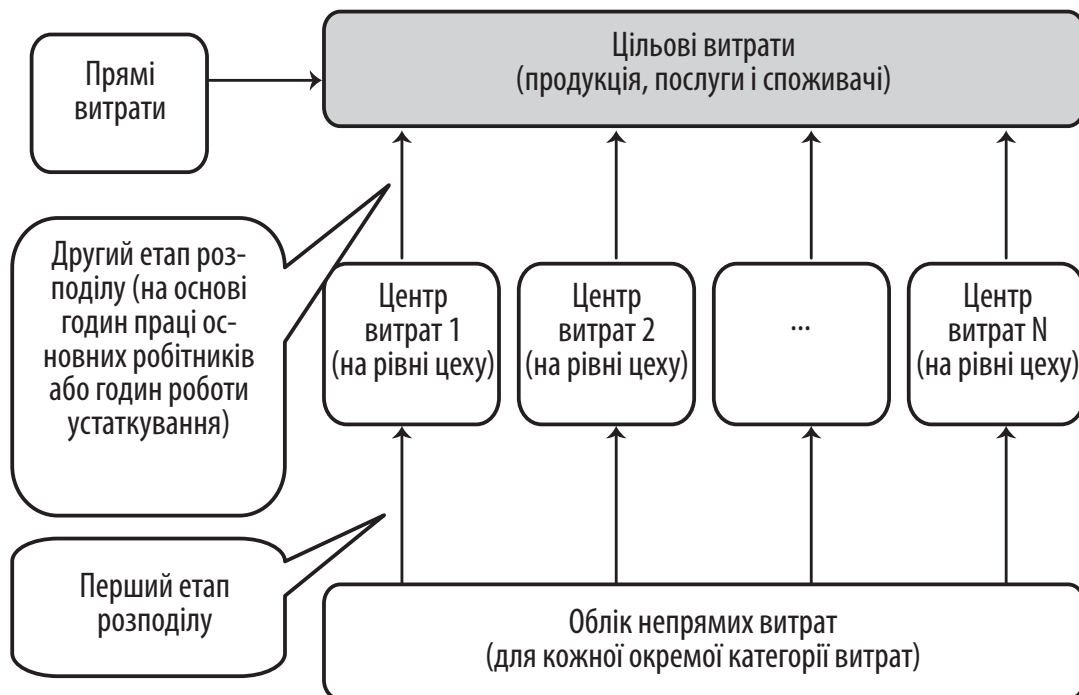 Прямі
витрати
Цільові витрати
(продукція, послуги і споживачі)
Другий етап роз-
поділу (на основі
годин праці ос-
новних робітників
або годин роботи
устаткування)
Центр
витрат 1
(на рівні цеху)
Центр
витрат 2
(на рівні цеху)
...
Центр
витрат N
(на рівні цеху)
Перший етап
розподілу
Облік непрямих витрат
(для кожної окремої категорії витрат)